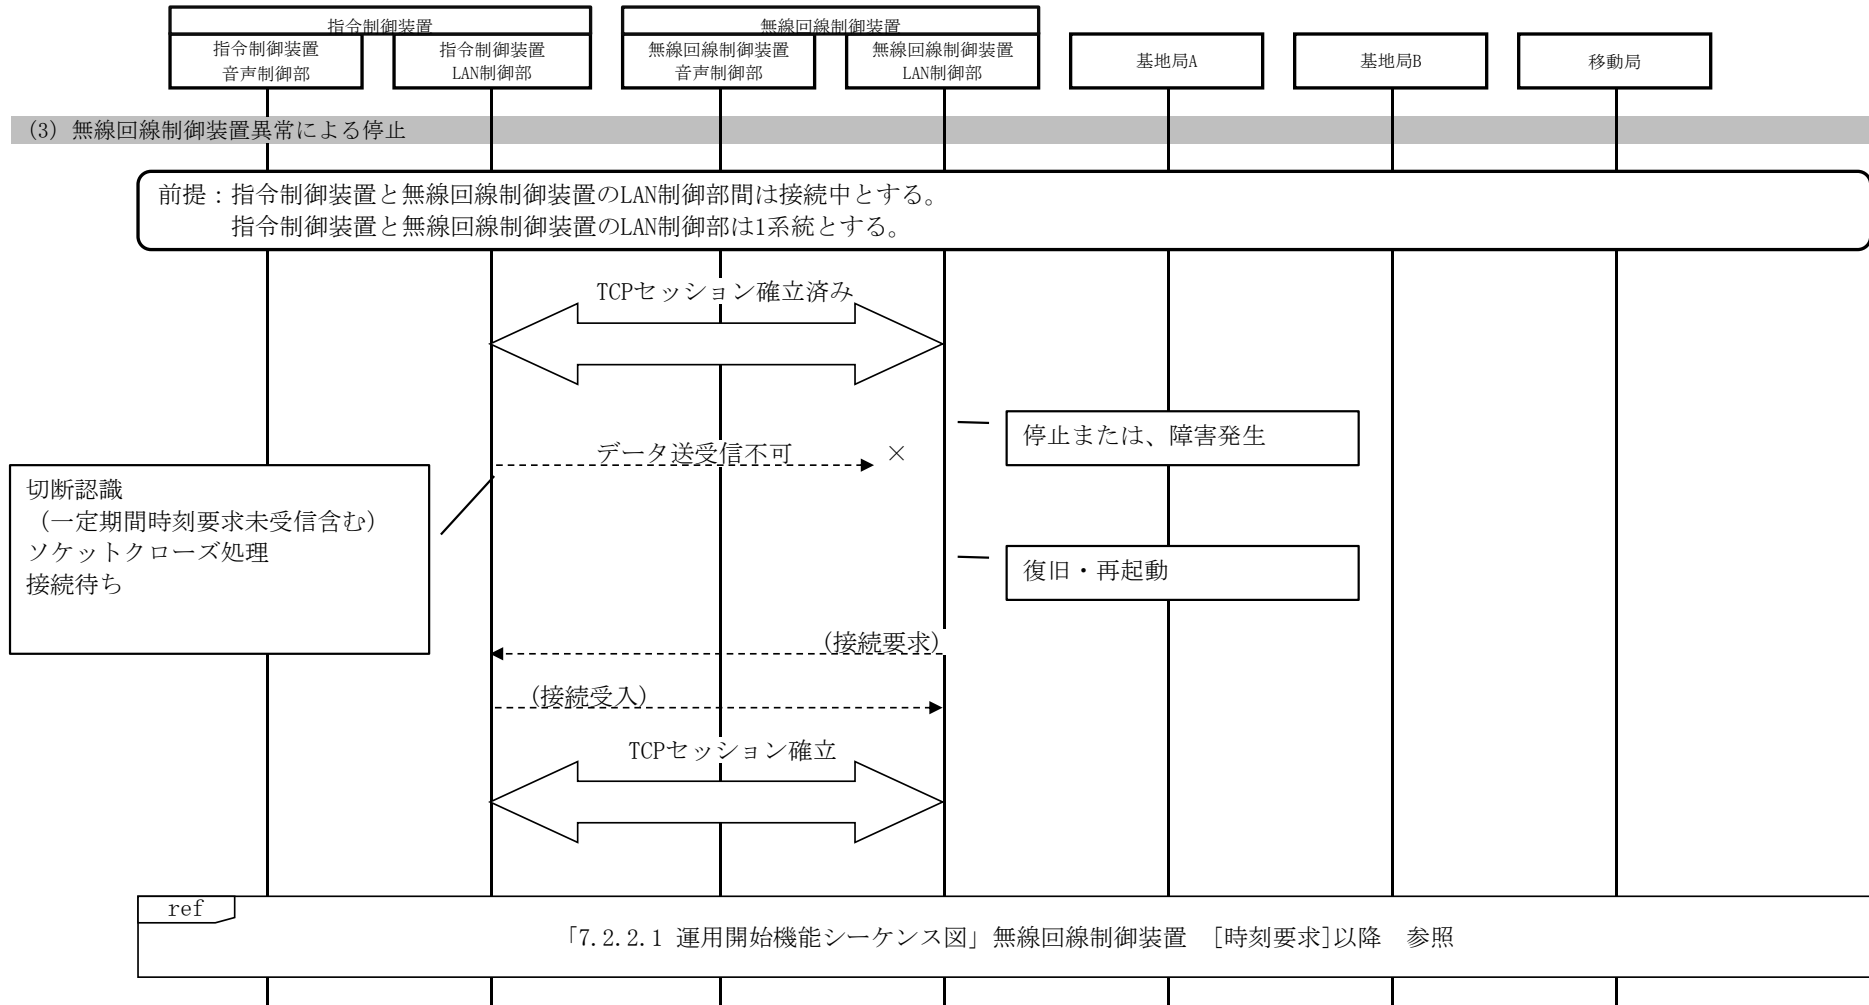 指令制御装置
無線回線制御装置
指令制御装置
音声制御部
指令制御装置
LAN制御部
無線回線制御装置
音声制御部
無線回線制御装置
LAN制御部
基地局A
基地局B
移動局
(3) 無線回線制御装置異常による停止
前提：指令制御装置と無線回線制御装置のLAN制御部間は接続中とする。
指令制御装置と無線回線制御装置のLAN制御部は1系統とする。
TCPセッション確立済み
停止または、障害発生
データ送受信不可
×
切断認識
（一定期間時刻要求未受信含む）
ソケットクローズ処理
接続待ち
復旧・再起動
(接続要求)
(接続受入)
TCPセッション確立
ref
「7.2.2.1 運用開始機能シーケンス図」無線回線制御装置　[時刻要求]以降　参照